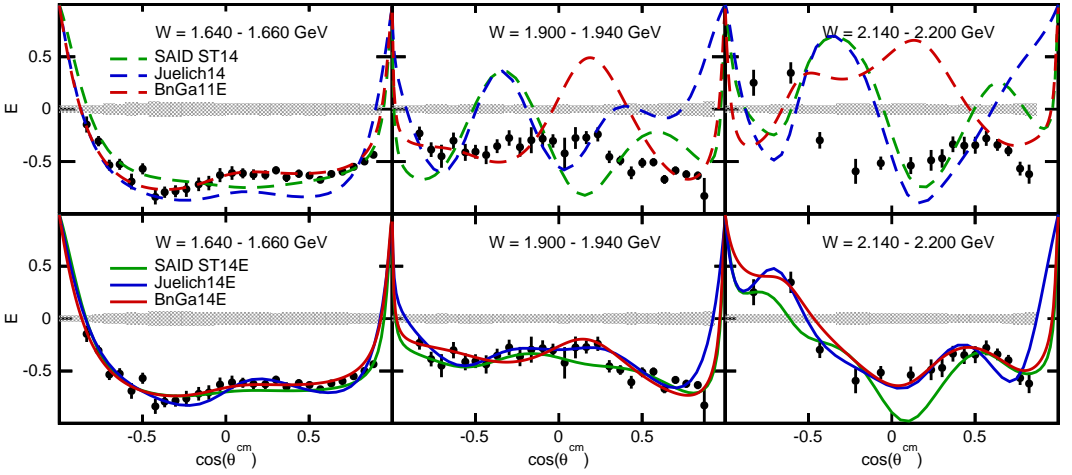 W = 1.640 - 1.660 GeV
W = 1.900 - 1.940 GeV
W = 2.140 - 2.200 GeV
SAID ST14
Juelich14
BnGa11E
0.5
0
-0.5
E
W = 1.640 - 1.660 GeV
W = 1.900 - 1.940 GeV
W = 2.140 - 2.200 GeV
SAID ST14E
Juelich14E
BnGa14E
0.5
0
-0.5
E
-0.5 0 0.5
-0.5 0 0.5
-0.5 0 0.5
cos(θ^cm)
cos(θ^cm)
cos(θ^cm)